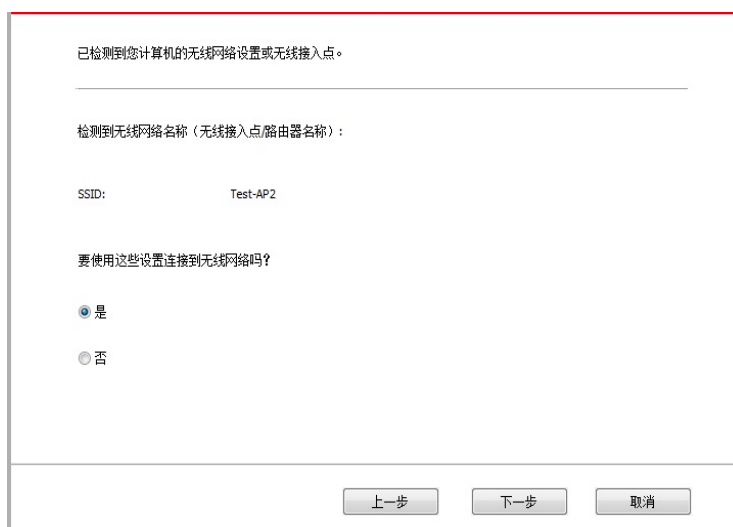 已检测到您计算机的无线网络设置或无线接入点。
检测到无线网络名称（无线接入点/路由器名称）:
SSID: Test-AP2
要使用这些设置连接到无线网络吗?
是
否
上一步 下一步 取消